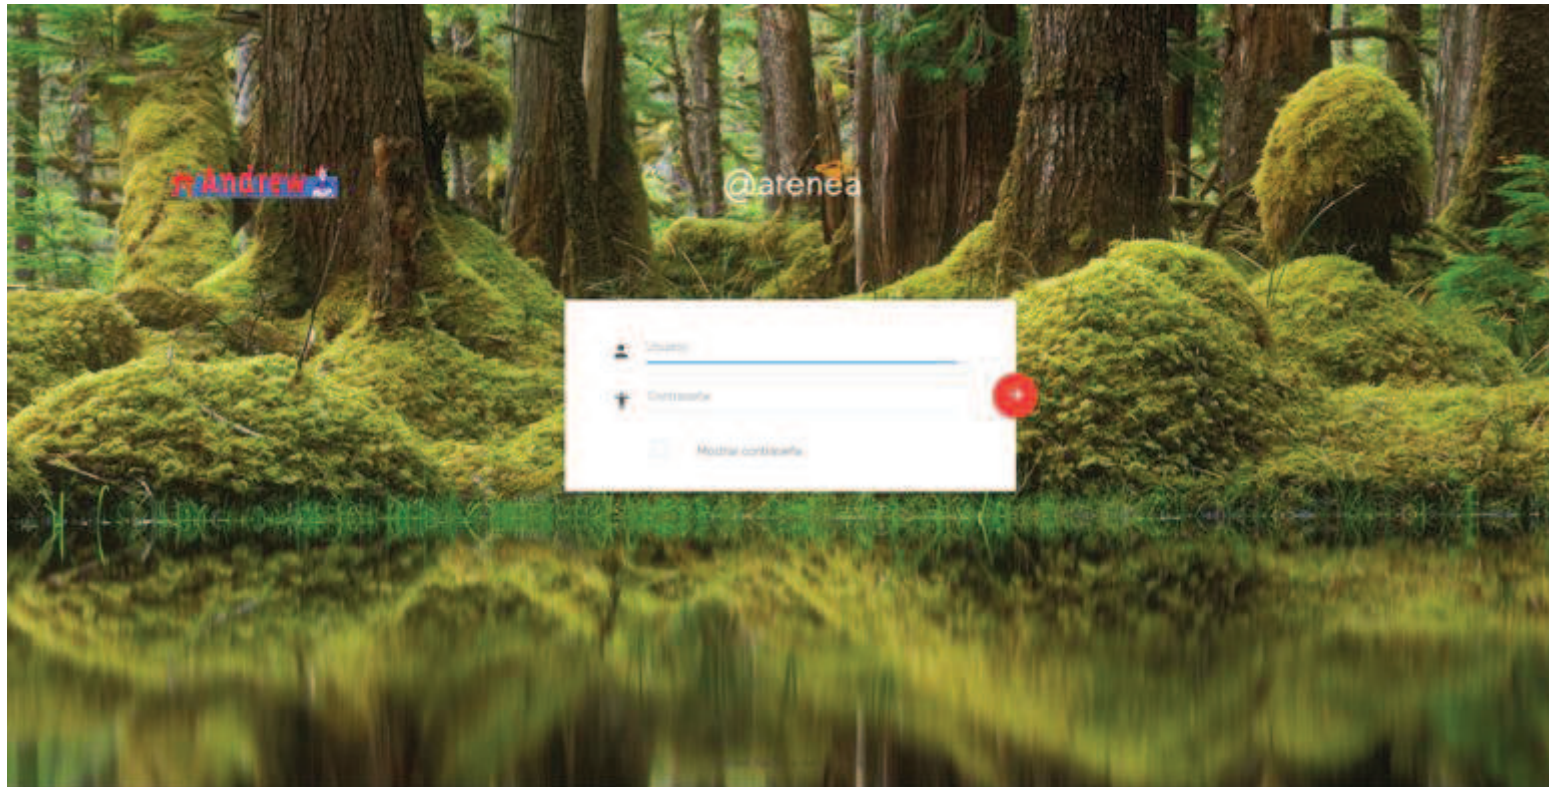 Andrew
@atenea
Usuario
Contraseña
Mostrar contraseña